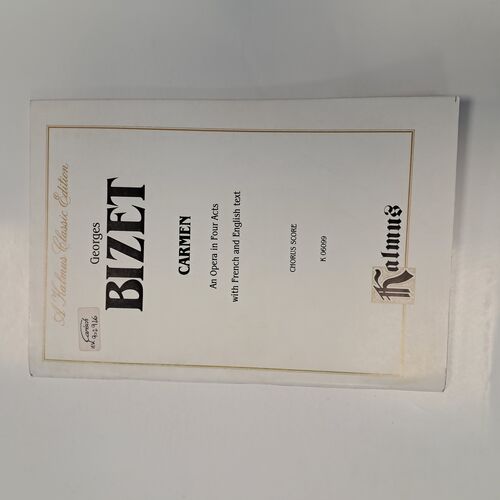 A Kalmus Classic Edition
Georges
BIZET
CARMEN
An Opera in Four Acts
with French and English text
CHORUS SCORE
K 06099
Kalmus
Carisch